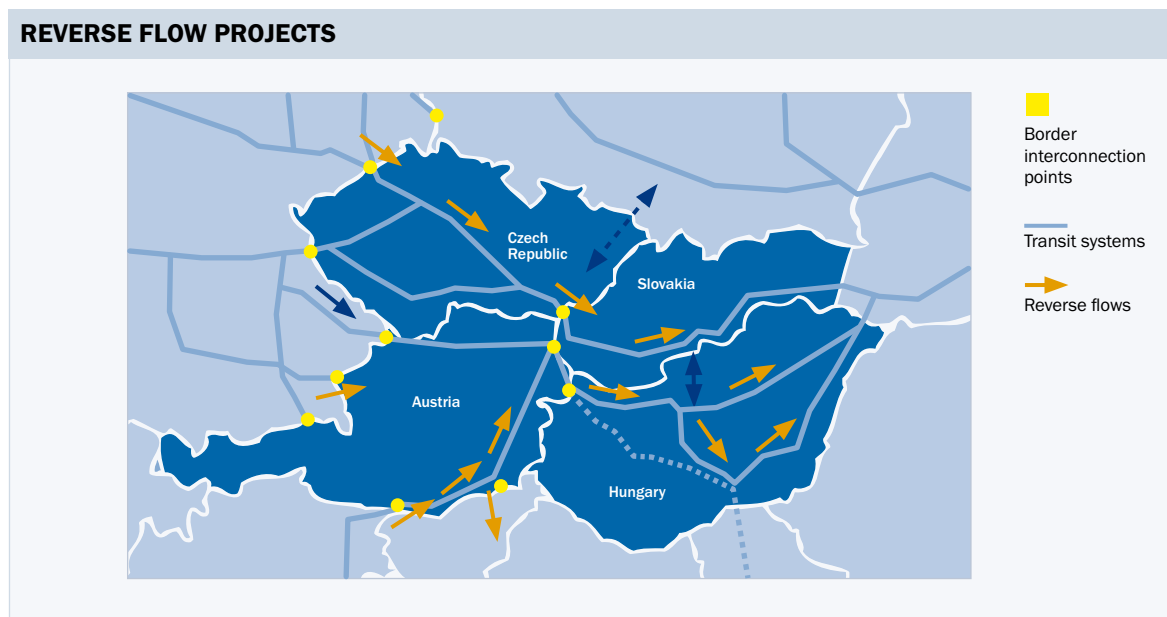 REVERSE FLOW PROJECTS
Border
interconnection
points
Transit systems
Reverse flows
Czech
Republic
Slovakia
Austria
Hungary